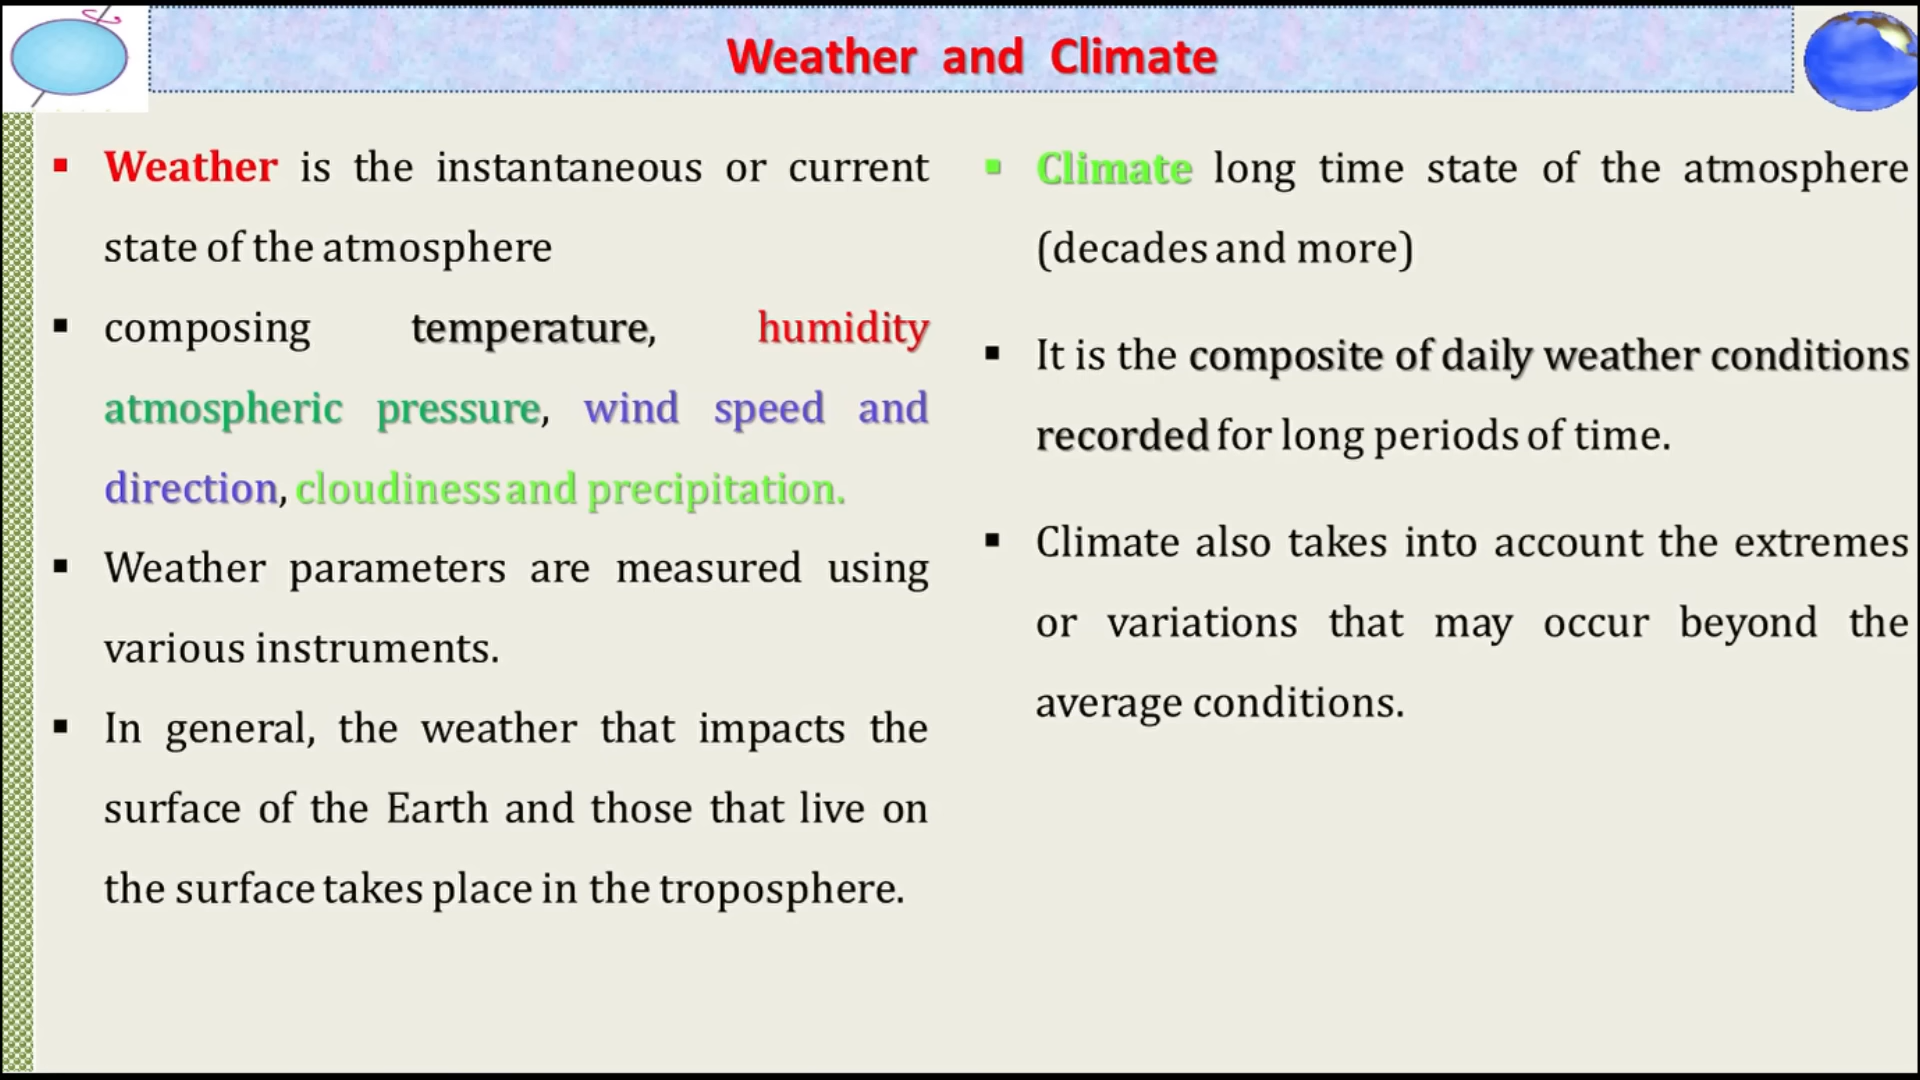 Weather and Climate
▪ Weather is the instantaneous or current
state of the atmosphere
▪ composing temperature, humidity
atmospheric pressure, wind speed and
direction, cloudiness and precipitation.
▪ Weather parameters are measured using
various instruments.
▪ In general, the weather that impacts the
surface of the Earth and those that live on
the surface takes place in the troposphere.
▪ Climate long time state of the atmosphere
(decades and more)
▪ It is the composite of daily weather conditions
recorded for long periods of time.
▪ Climate also takes into account the extremes
or variations that may occur beyond the
average conditions.